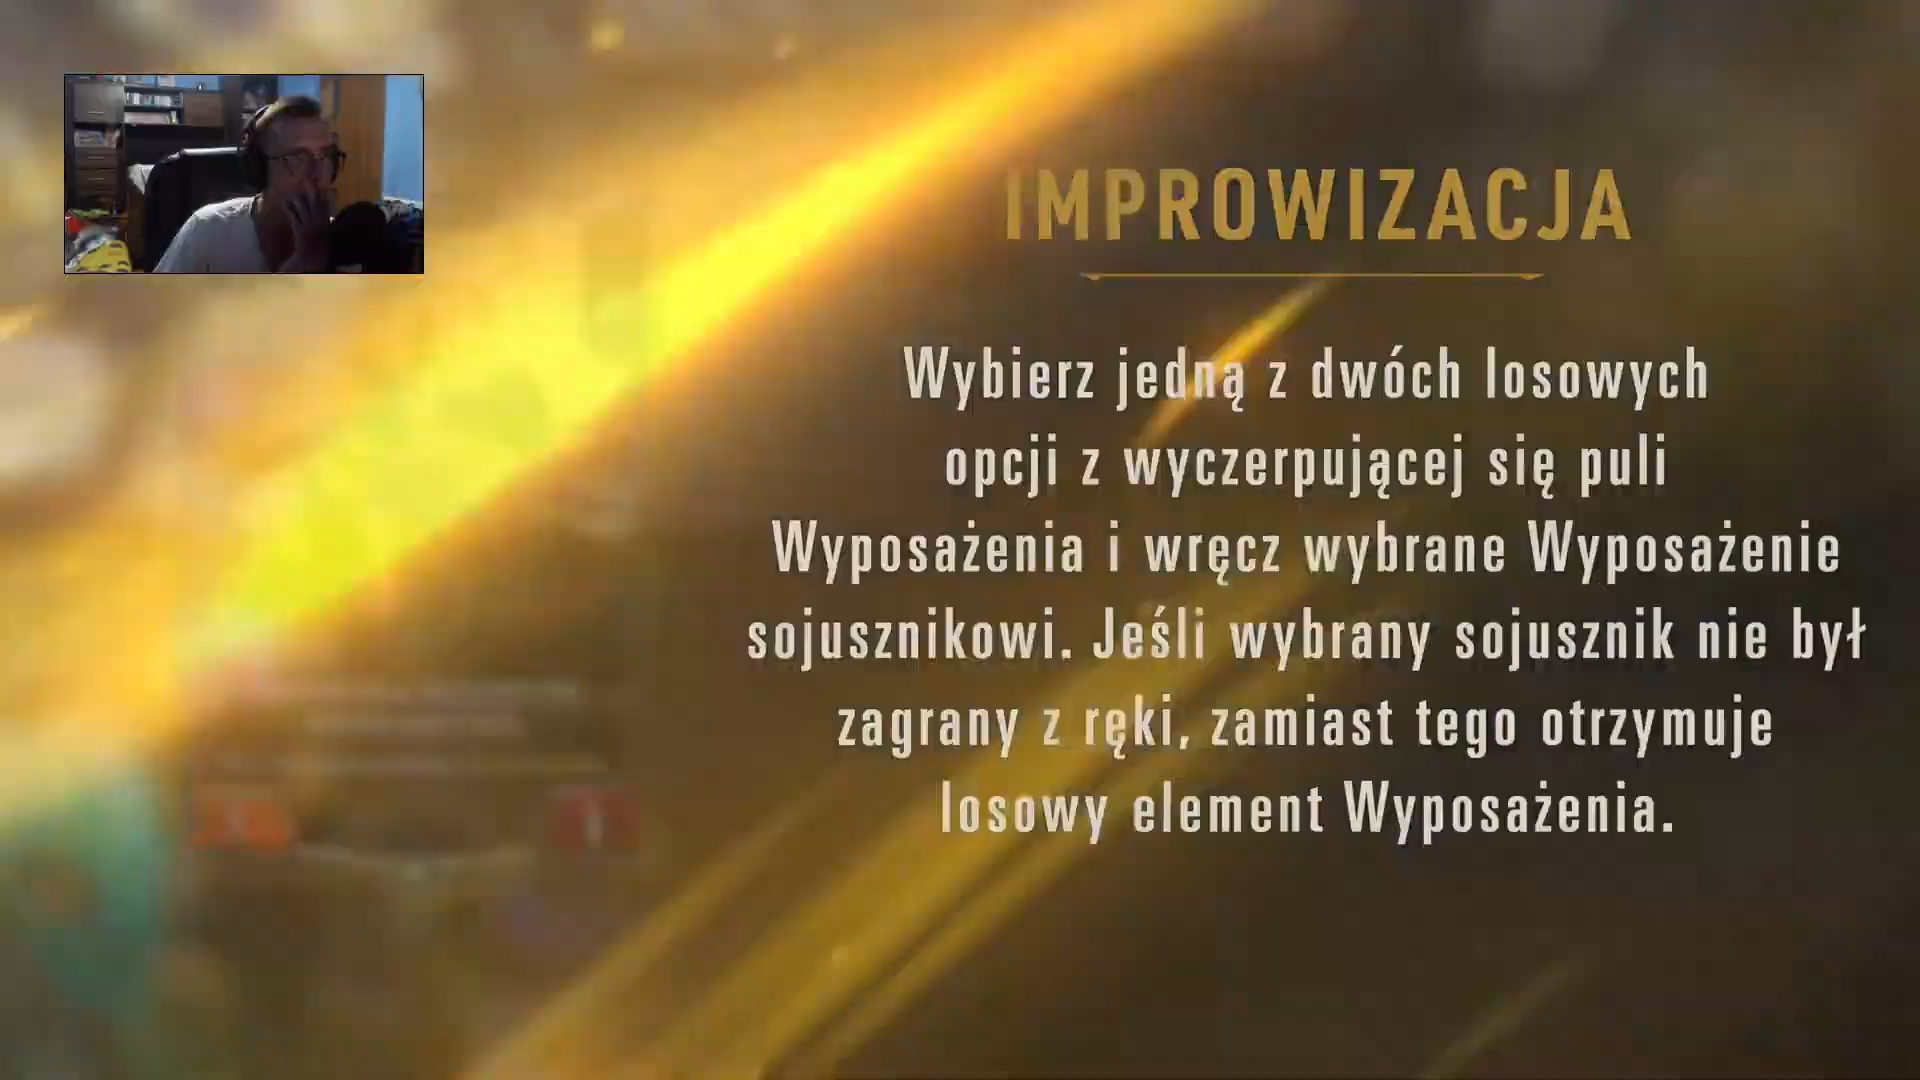 IMPROWIZACJA
Wybierz jedną z dwóch losowych
opcji z wyczerpującej się puli
Wyposażenia i wręcz wybrane Wyposażenie
sojusznikowi. Jeśli wybrany sojusznik nie był
zagrany z ręki, zamiast tego otrzymuje
losowy element Wyposażenia.